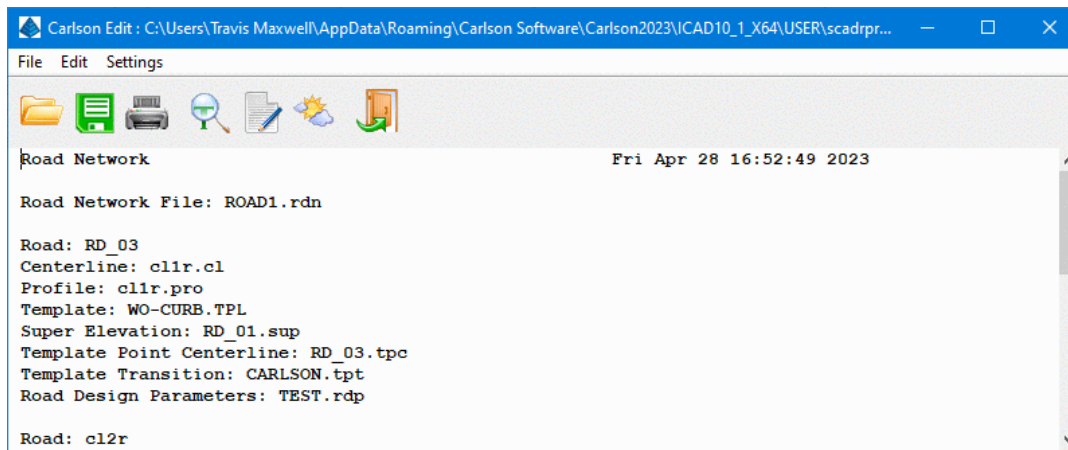 Carlson Edit : C:\Users\Travis Maxwell\AppData\Roaming\Carlson Software\Carlson2023\ICAD10_1_X64\USER\scadrpr...
File Edit Settings
Road Network Fri Apr 28 16:52:49 2023
Road Network File: ROAD1.rdn
Road: RD_03
Centerline: cl1r.cl
Profile: cl1r.pro
Template: WO-CURB.TPL
Super Elevation: RD_01.sup
Template Point Centerline: RD_03.tpc
Template Transition: CARLSON.tpt
Road Design Parameters: TEST.rdp
Road: cl2r